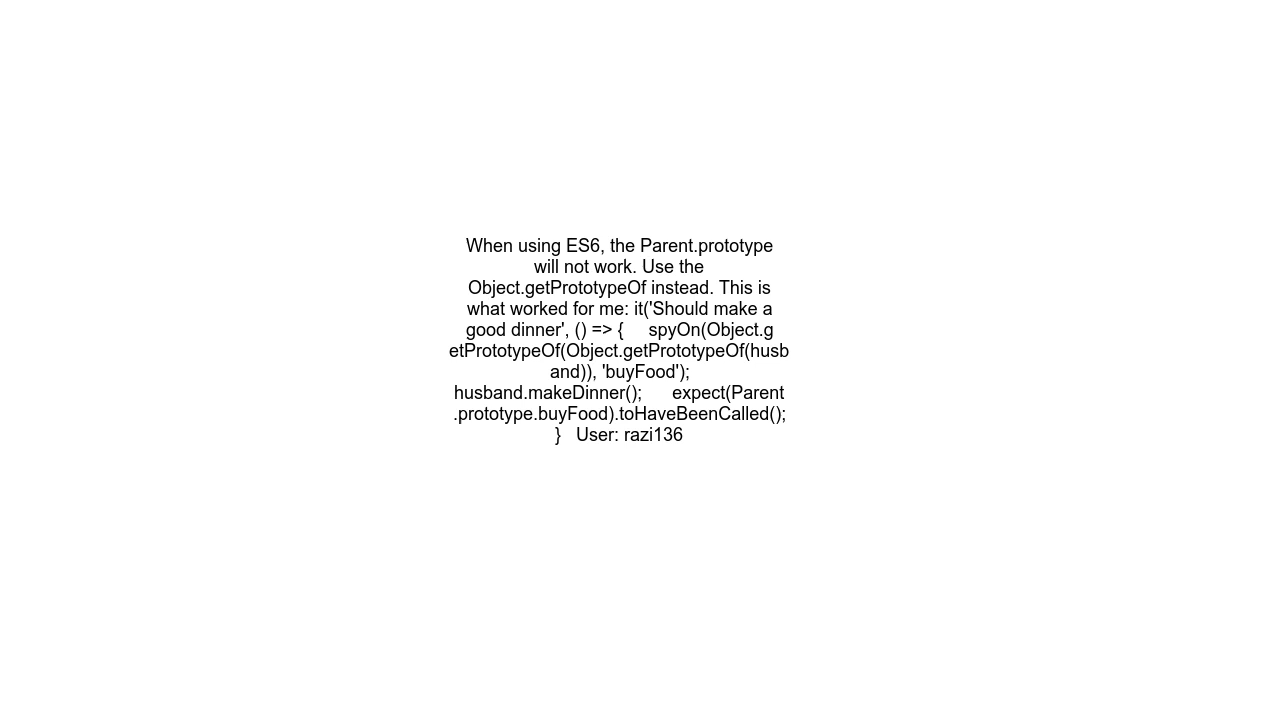 When using ES6, the Parent.prototype
will not work. Use the
Object.getPrototypeOf instead. This is
what worked for me: it('Should make a
good dinner', () => {     spyOn(Object.g
etPrototypeOf(Object.getPrototypeOf(husb
and)), 'buyFood');
husband.makeDinner();      expect(Parent
.prototype.buyFood).toHaveBeenCalled();
}   User: razi136